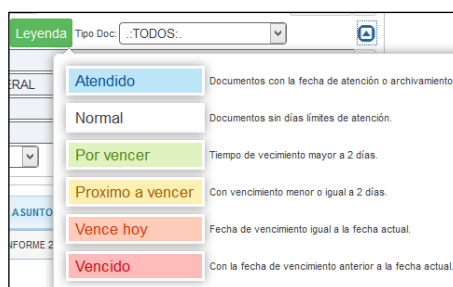 Leyenda Tipo Doc: .:TODOS:.
ERAL
Atendido Documentos con la fecha de atención o archivamiento
Normal Documentos sin días límites de atención.
Por vencer Tiempo de vecimiento mayor a 2 días.
Proximo a vencer Con vencimiento menor o igual a 2 días.
ASUNTO
Vence hoy Fecha de vencimiento igual a la fecha actual.
NFORME 2
Vencido Con la fecha de vencimiento anterior a la fecha actual.